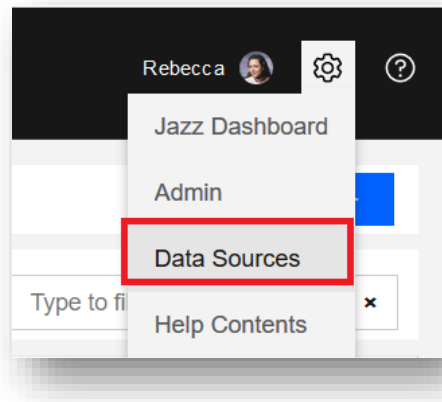 Rebecca
Jazz Dashboard
Admin
Data Sources
Type to fi
Help Contents